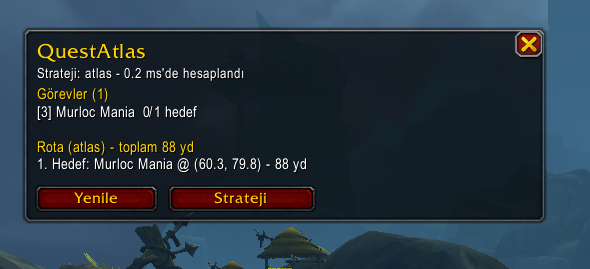 QuestAtlas
Strateji: atlas - 0.2 ms'de hesaplandı
Görevler (1)
[3] Murloc Mania 0/1 hedef
Rota (atlas) - toplam 88 yd
1. Hedef: Murloc Mania @ (60.3, 79.8) - 88 yd
Yenile Strateji